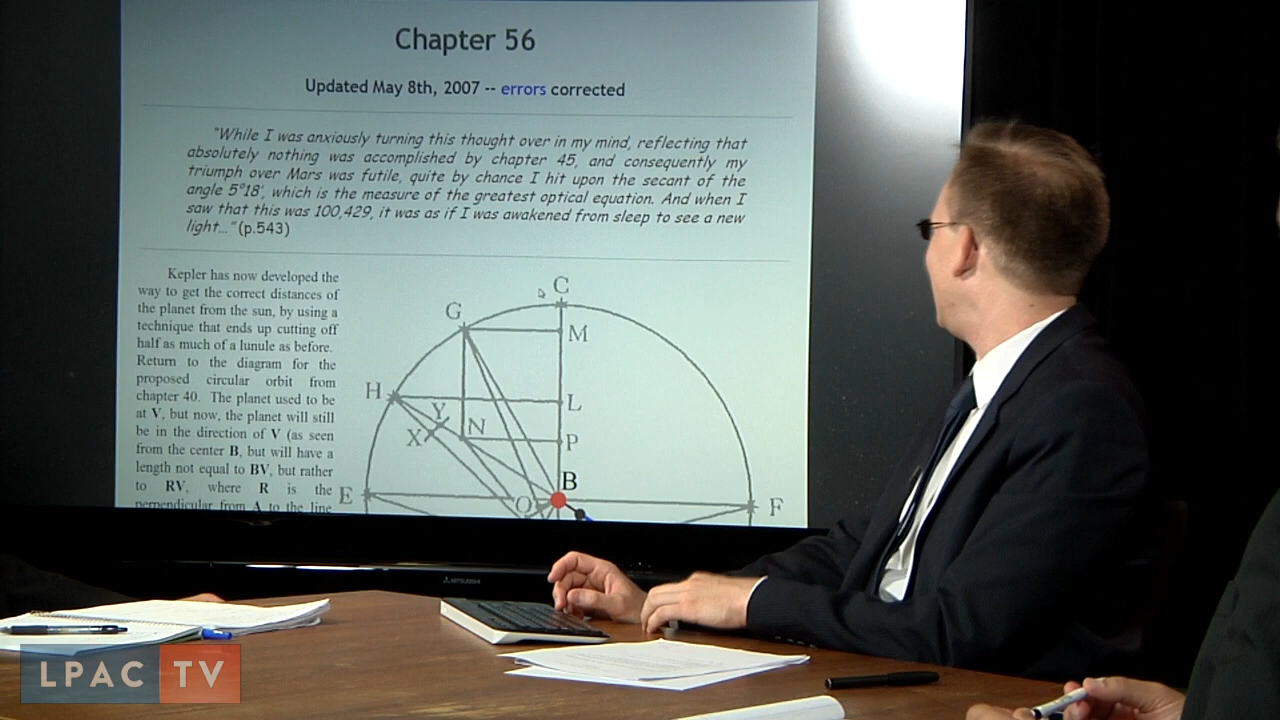 Chapter 56
Updated May 8th, 2007 -- errors corrected
"While I was anxiously turning this thought over in my mind, reflecting that
absolutely nothing was accomplished by chapter 45, and consequently my
triumph over Mars was futile, quite by chance I hit upon the secant of the
angle 5°18', which is the measure of the greatest optical equation. And when I
saw that this was 100,429, it was as if I was awakened from sleep to see a new
light..." (p.543)
Kepler has now developed the
way to get the correct distances of
the planet from the sun, by using a
technique that ends up cutting off
half as much of a lunule as before.
Return to the diagram for the
proposed circular orbit from
chapter 40. The planet used to be
at V, but now, the planet will still
be in the direction of V (as seen
from the center B, but will have a
length not equal to BV, but rather
to RV, where R is the
perpendicular from A to the line
C
G
M
H
L
Y
N
X
P
B
E
O
F
MITSUBISHI
LPAC TV